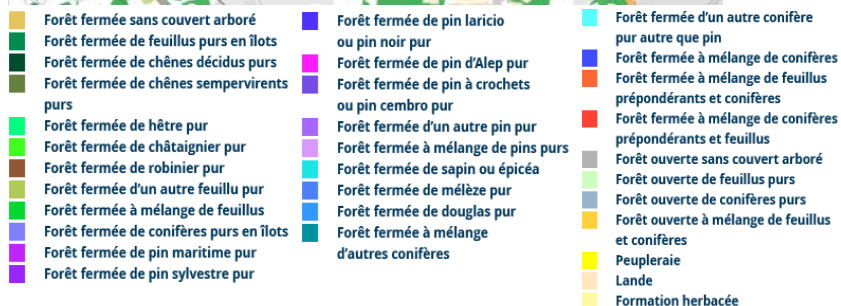 Forêt fermée sans couvert arboré
Forêt fermée de feuillus purs en îlots
Forêt fermée de chênes décidus purs
Forêt fermée de chênes sempervirents
purs
Forêt fermée de hêtre pur
Forêt fermée de châtaignier pur
Forêt fermée de robinier pur
Forêt fermée d’un autre feuillu pur
Forêt fermée à mélange de feuillus
Forêt fermée de conifères purs en îlots
Forêt fermée de pin maritime pur
Forêt fermée de pin sylvestre pur
Forêt fermée de pin laricio
ou pin noir pur
Forêt fermée de pin d’Alep pur
Forêt fermée de pin à crochets
ou pin cembro pur
Forêt fermée d’un autre pin pur
Forêt fermée à mélange de pins purs
Forêt fermée de sapin ou épicéa
Forêt fermée de mélèze pur
Forêt fermée de douglas pur
Forêt fermée à mélange
d’autres conifères
Forêt fermée d’un autre conifère
pur autre que pin
Forêt fermée à mélange de conifères
Forêt fermée à mélange de feuillus
prépondérants et conifères
Forêt fermée à mélange de conifères
prépondérants et feuillus
Forêt ouverte sans couvert arboré
Forêt ouverte de feuillus purs
Forêt ouverte de conifères purs
Forêt ouverte à mélange de feuillus
et conifères
Peupleraie
Lande
Formation herbacée